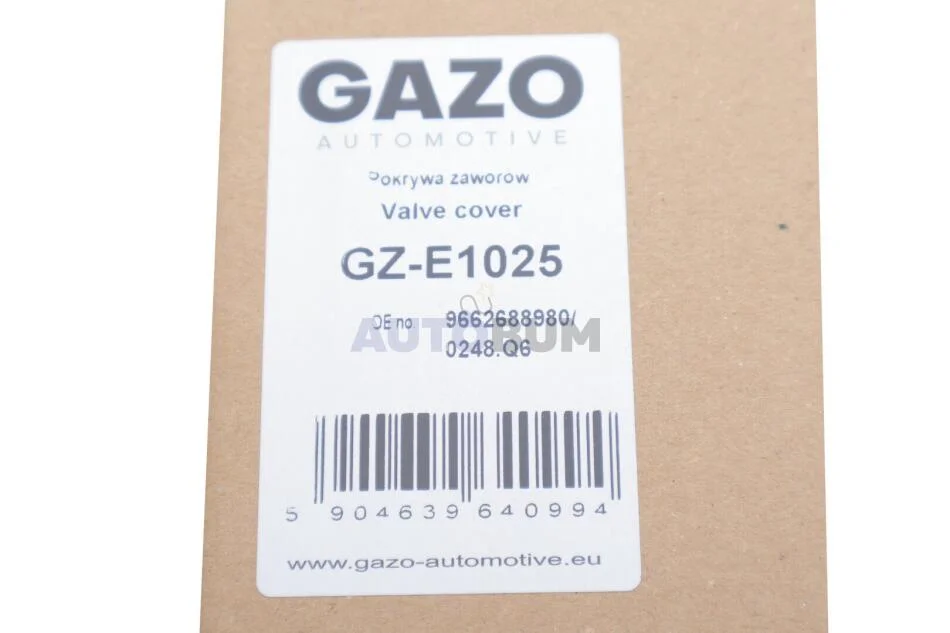 GAZO
AUTOMOTIVE
Pokrywa zaworów
Valve cover
GZ-E1025
OE no. 9662688980/
0248.Q6
AUTOBUM
5 904639 640994
www.gazo-automotive.eu